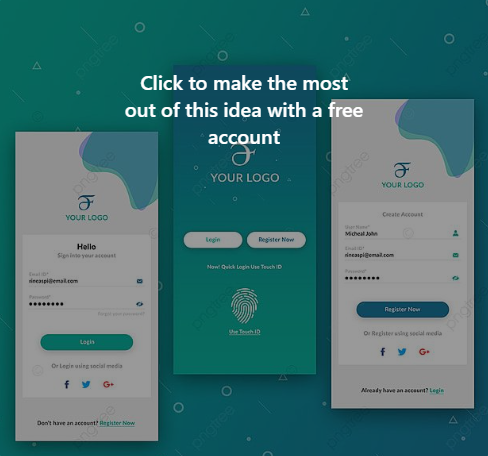 Click to make the most
out of this idea with a free
account
YOUR LOGO
Hello
Sign into your account
Email ID*
sineaspl@email.com
Password*
Forgot your password?
Login
Or Login using social media
f
G+
Don't have an account? Register Now
YOUR LOGO
Login
Register Now
Now! Quick Login Use Touch ID
Use Touch ID
YOUR LOGO
Create Account
User Name*
Micheal John
Email ID*
sineaspl@email.com
Password*
Register Now
Or Register using social media
f
G+
Already have an account? Login
pngtree